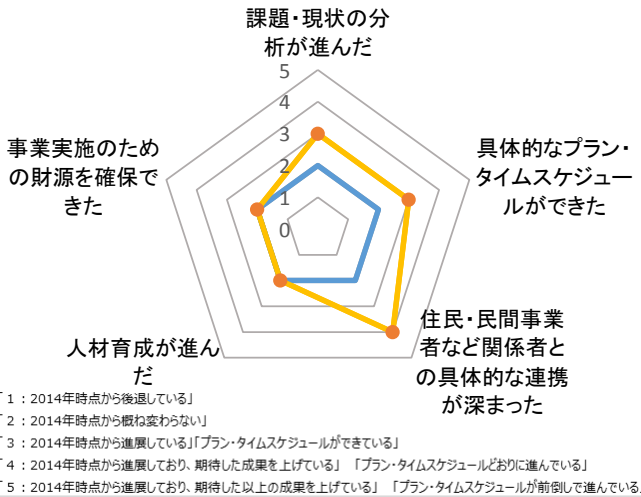 課題・現状の分
析が進んだ
5
4
3
2
1
0
具体的なプラン・
タイムスケジュー
ルができた
住民・民間事業
者など関係者と
の具体的な連携
が深まった
人材育成が進ん
だ
事業実施のため
の財源を確保で
きた
「1：2014年時点から後退している」
「2：2014年時点から概ね変わらない」
「3：2014年時点から進展している」「プラン・タイムスケジュールができている」
「4：2014年時点から進展しており、期待した成果を上げている」　「プラン・タイムスケジュールどおりに進んでいる」
「5：2014年時点から進展しており、期待した以上の成果を上げている」　「プラン・タイムスケジュールが前倒しで進んでいる